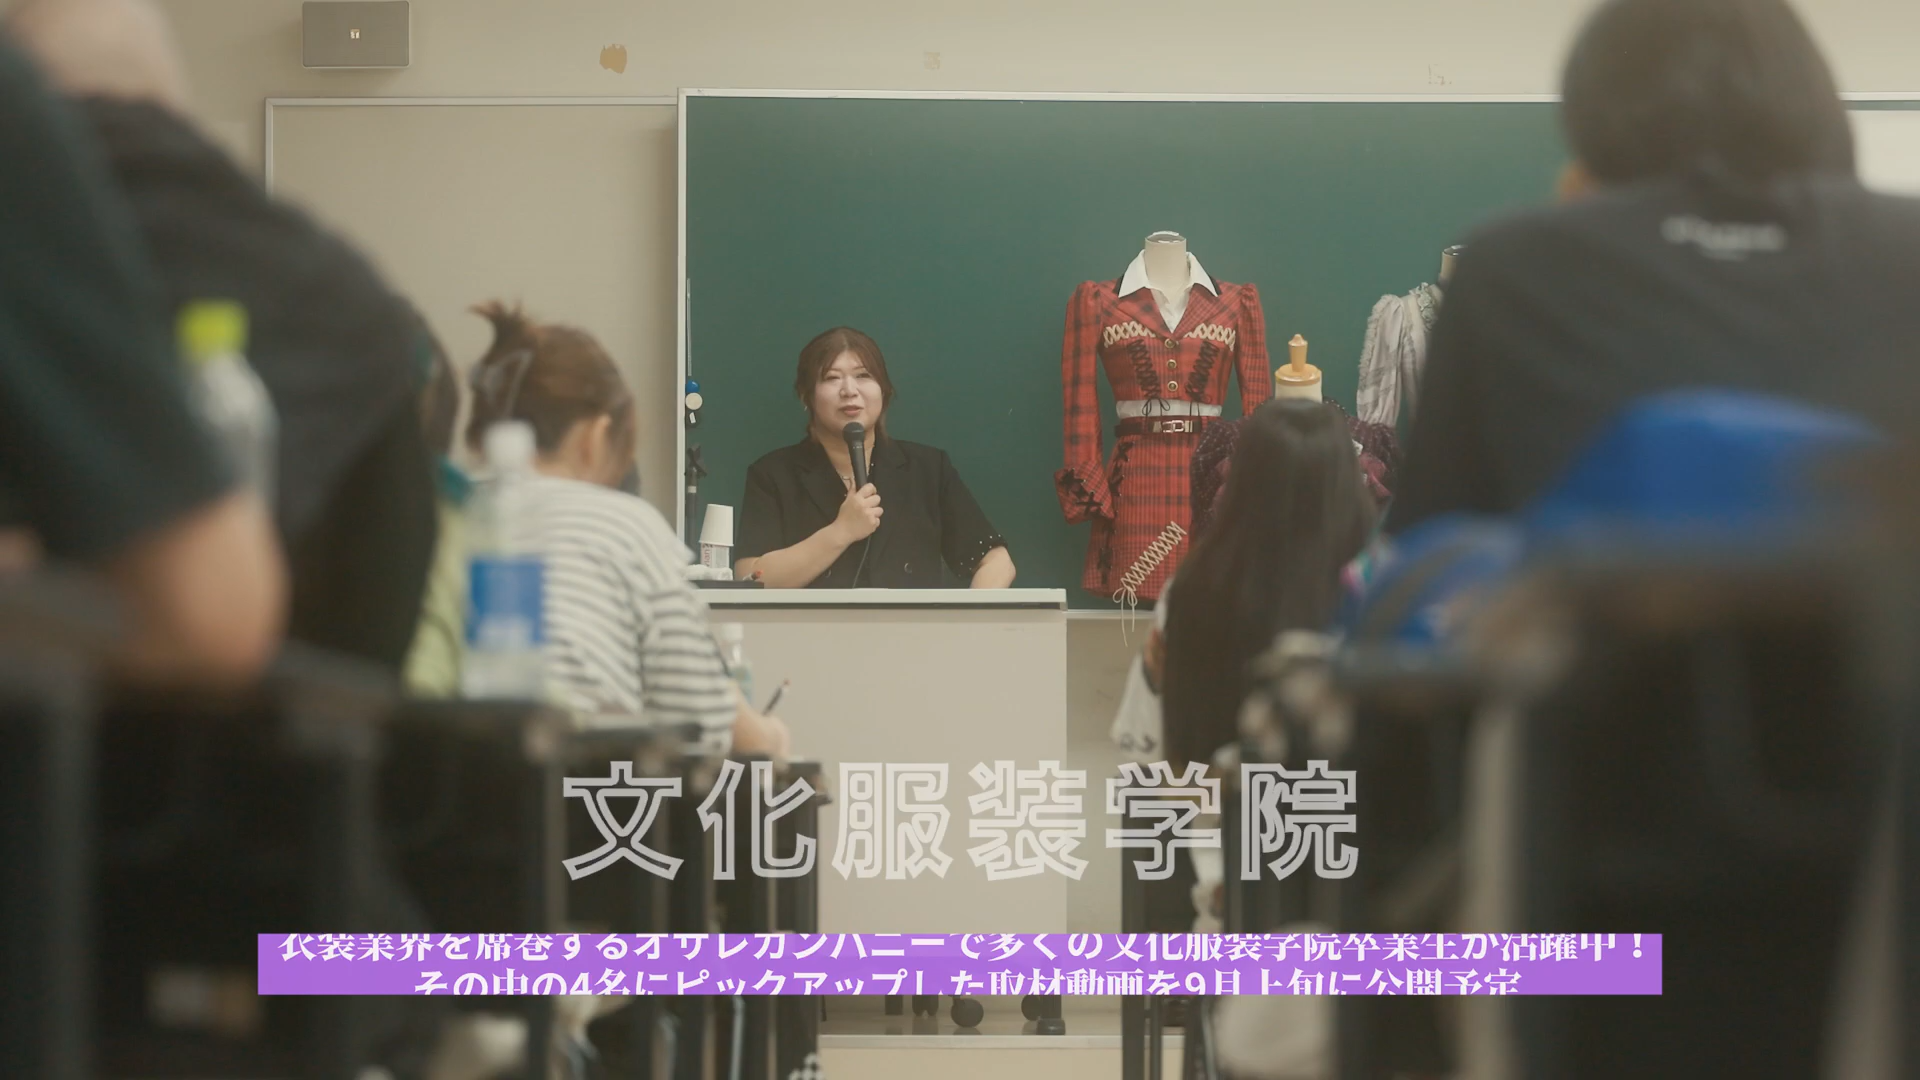 文化服装学院
衣装業界を席巻するオサレカンパニーで多くの文化服装学院卒業生が活躍中！
その中の4名にピックアップした取材動画を9月上旬に公開予定